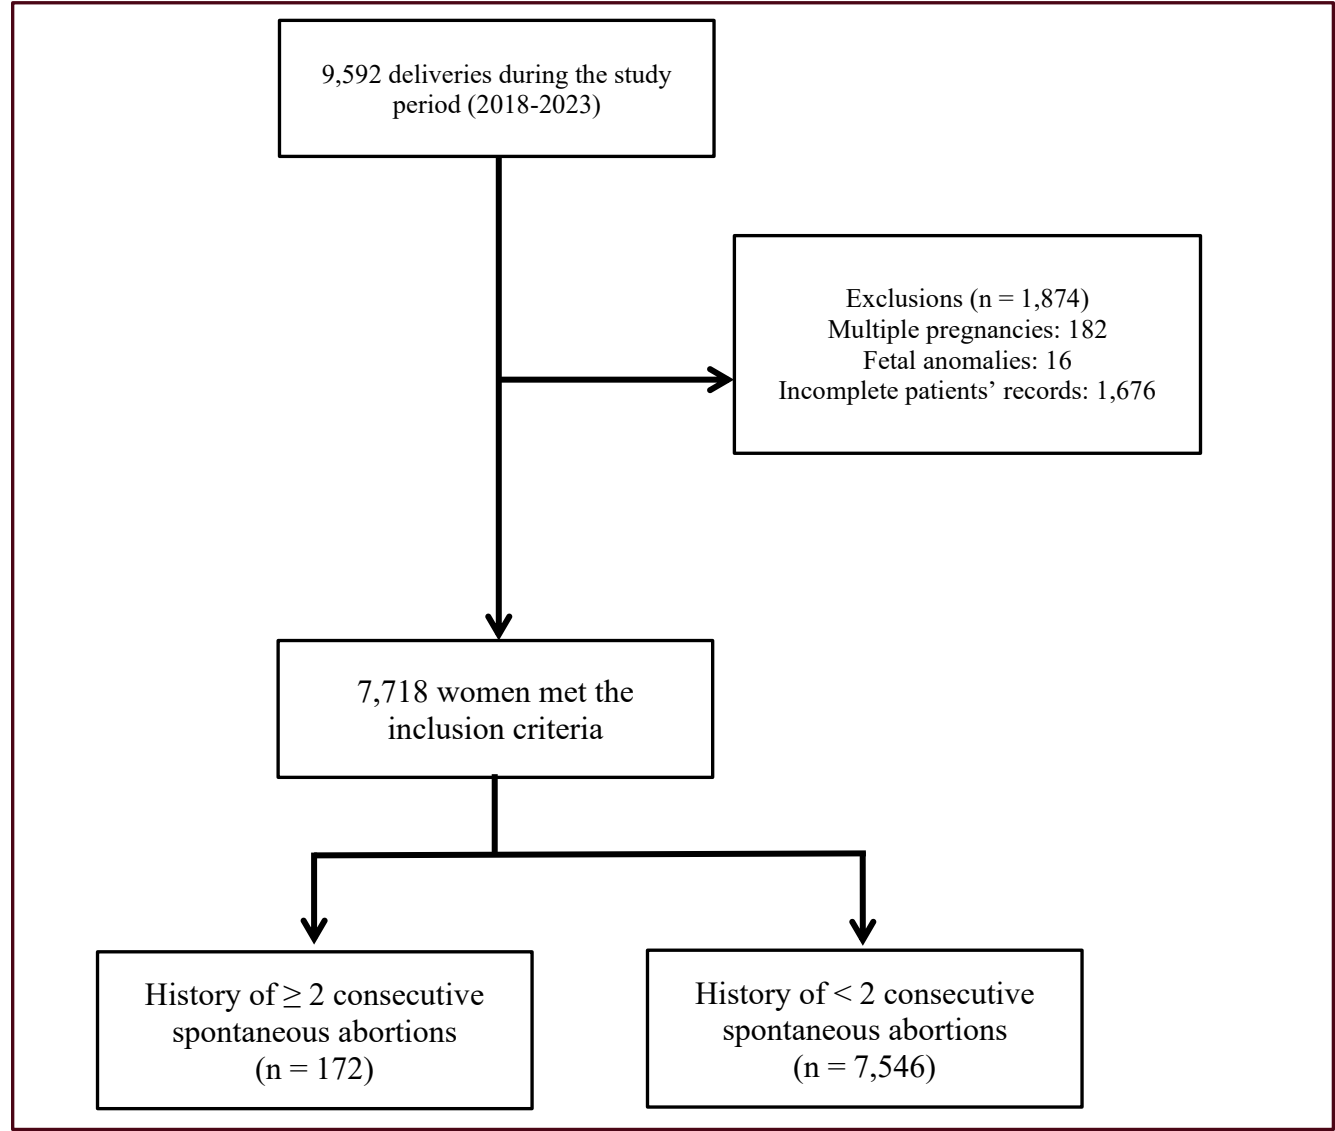 9,592 deliveries during the study
period (2018-2023)
Exclusions (n = 1,874)
Multiple pregnancies: 182
Fetal anomalies: 16
Incomplete patients’ records: 1,676
7,718 women met the
inclusion criteria
History of ≥ 2 consecutive
spontaneous abortions
(n = 172)
History of < 2 consecutive
spontaneous abortions
(n = 7,546)